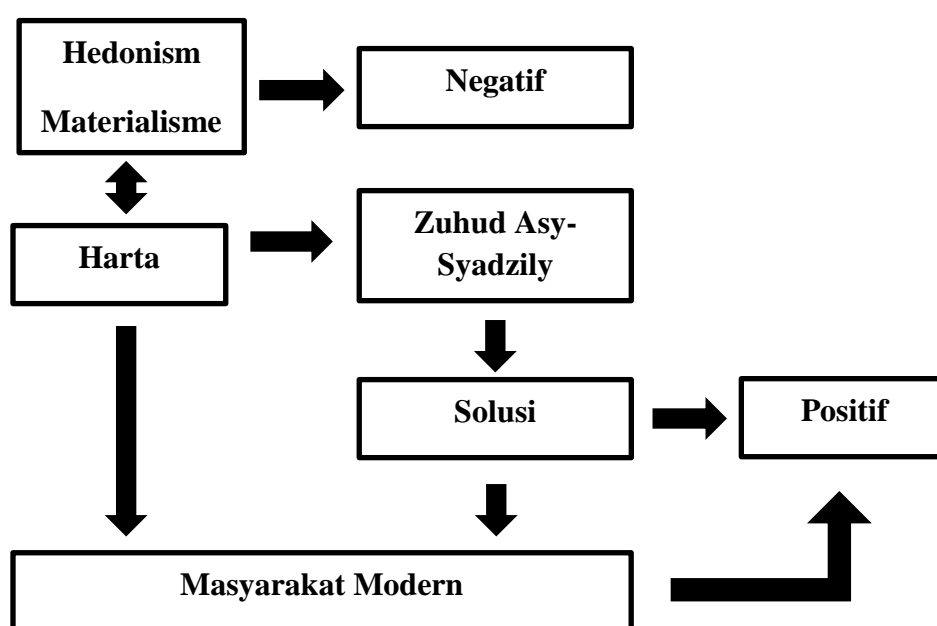 Hedonism
Materialisme
Negatif
Harta
Zuhud Asy-
Syadzily
Solusi
Positif
Masyarakat Modern